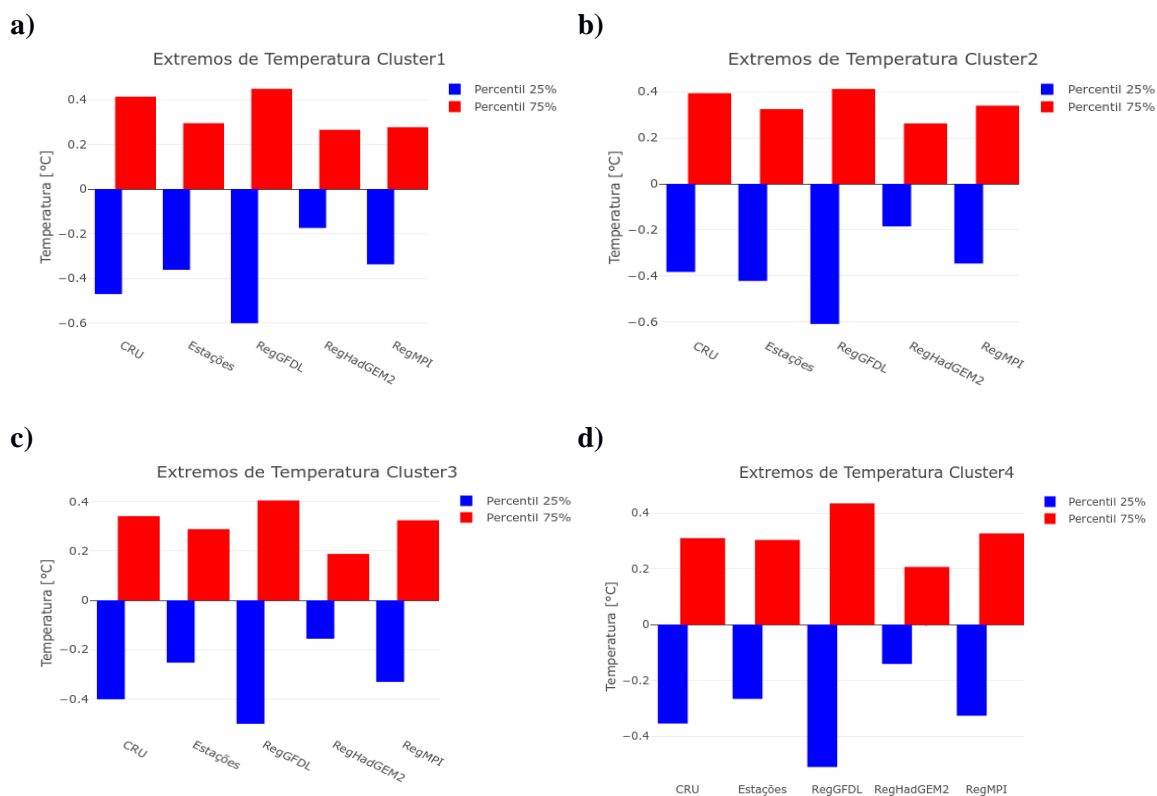 a)
Extremos de Temperatura Cluster1
Percentil 25%
Percentil 75%
Temperatura [°C]
0.4
0.2
0
−0.2
−0.4
−0.6
CRU
Estações
RegGFDL
RegHadGEM2
RegMPI
b)
Extremos de Temperatura Cluster2
Percentil 25%
Percentil 75%
Temperatura [°C]
0.4
0.2
0
−0.2
−0.4
−0.6
CRU
Estações
RegGFDL
RegHadGEM2
RegMPI
c)
Extremos de Temperatura Cluster3
Percentil 25%
Percentil 75%
Temperatura [°C]
0.4
0.2
0
−0.2
−0.4
CRU
Estações
RegGFDL
RegHadGEM2
RegMPI
d)
Extremos de Temperatura Cluster4
Percentil 25%
Percentil 75%
Temperatura [°C]
0.4
0.2
0
−0.2
−0.4
CRU
Estações
RegGFDL
RegHadGEM2
RegMPI